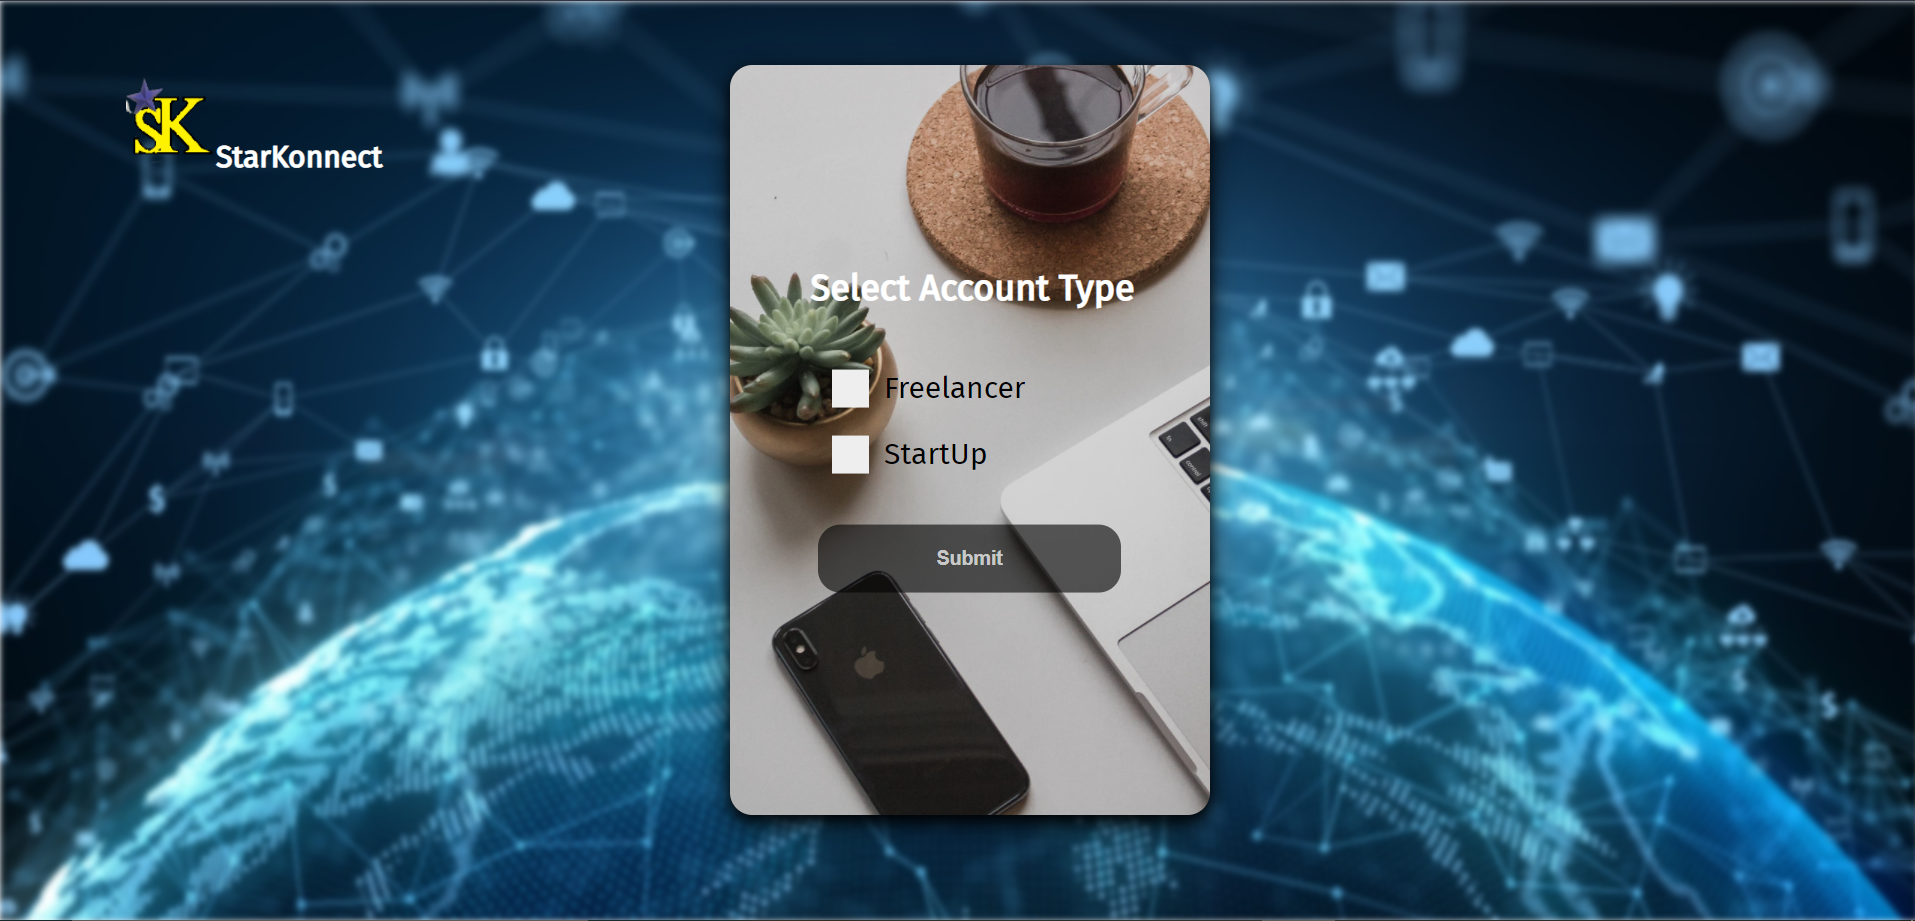 SK
StarKonnect
Select Account Type
Freelancer
StartUp
Submit